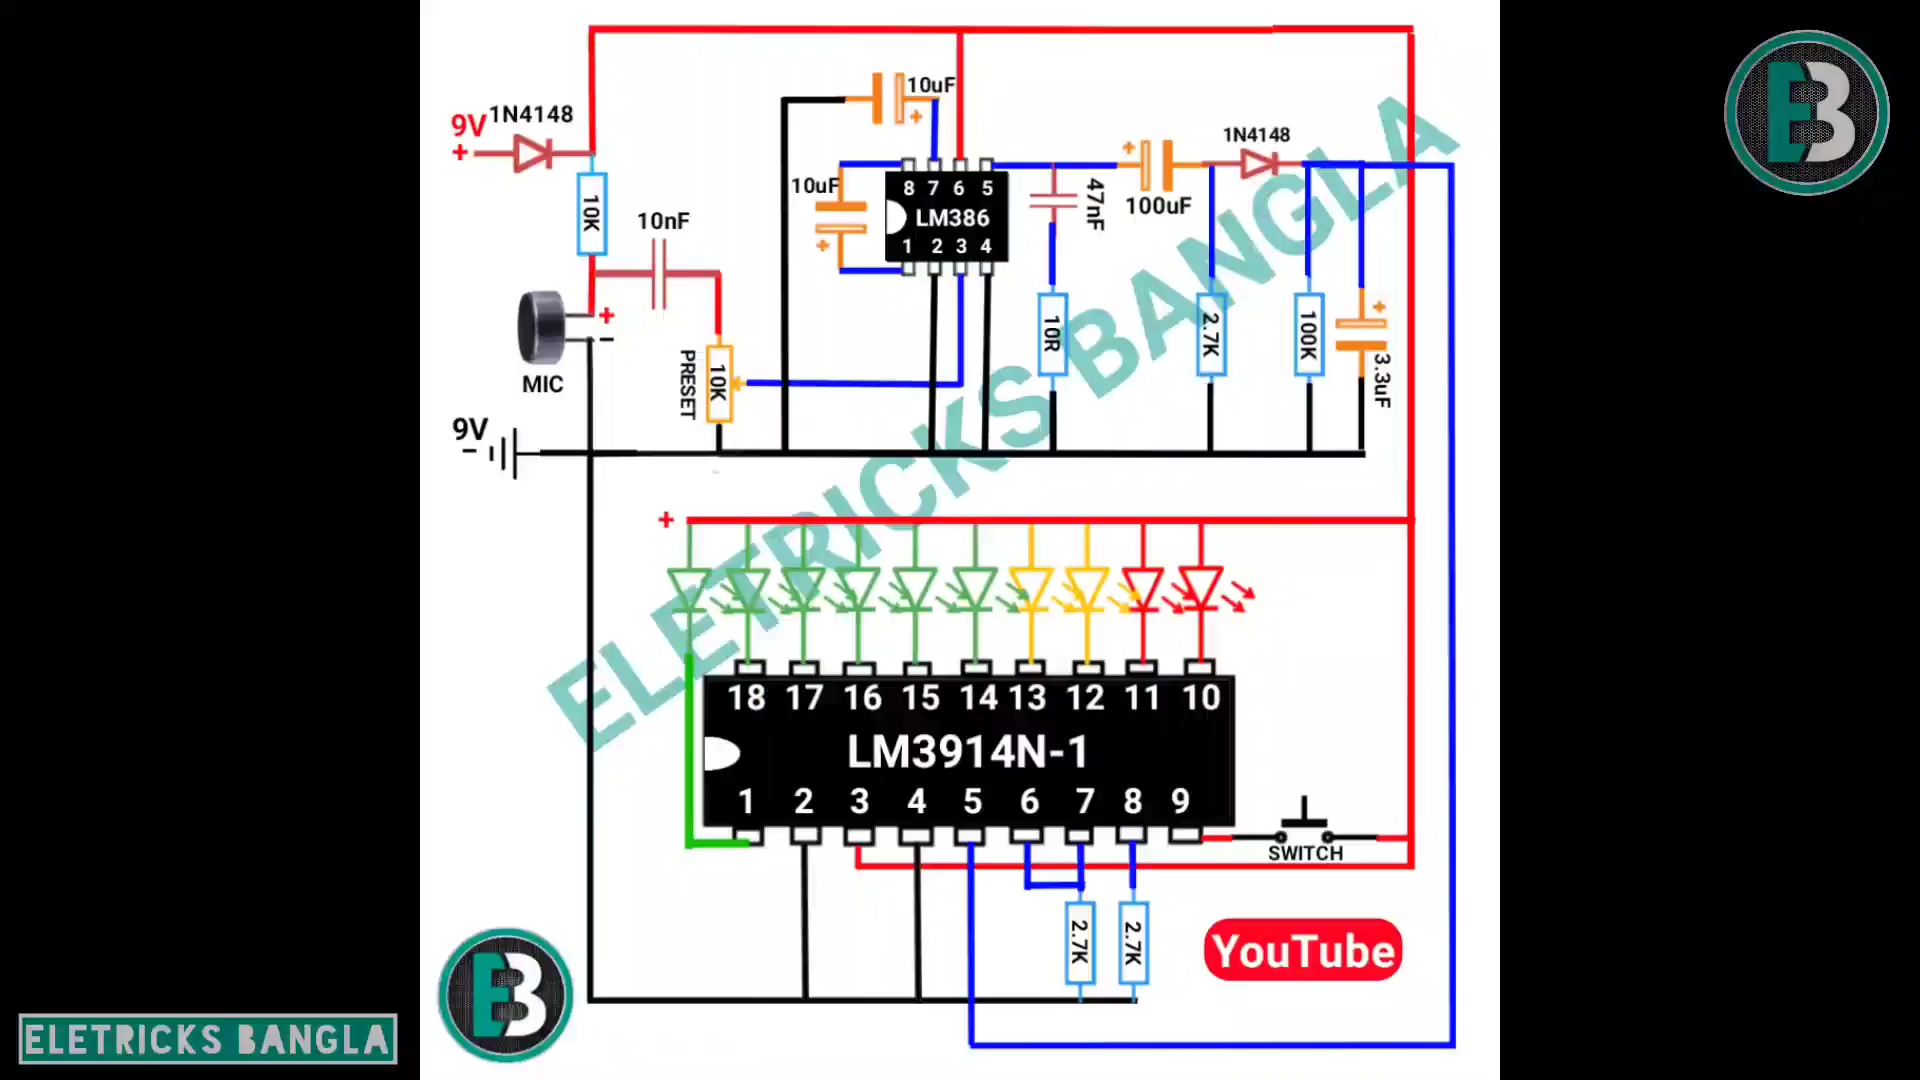 9V
+
1N4148
10K
10nF
MIC
+
-
PRESET
10K
9V
-
10uF
+
10uF
+
8 7 6 5
LM386
1 2 3 4
47nF
10R
+
100uF
1N4148
2.7K
100K
+
3.3uF
ELETRICKS BANGLA
+
18 17 16 15 14 13 12 11 10
LM3914N-1
1 2 3 4 5 6 7 8 9
SWITCH
2.7K
2.7K
YouTube
EB
EB
ELETRICKS BANGLA